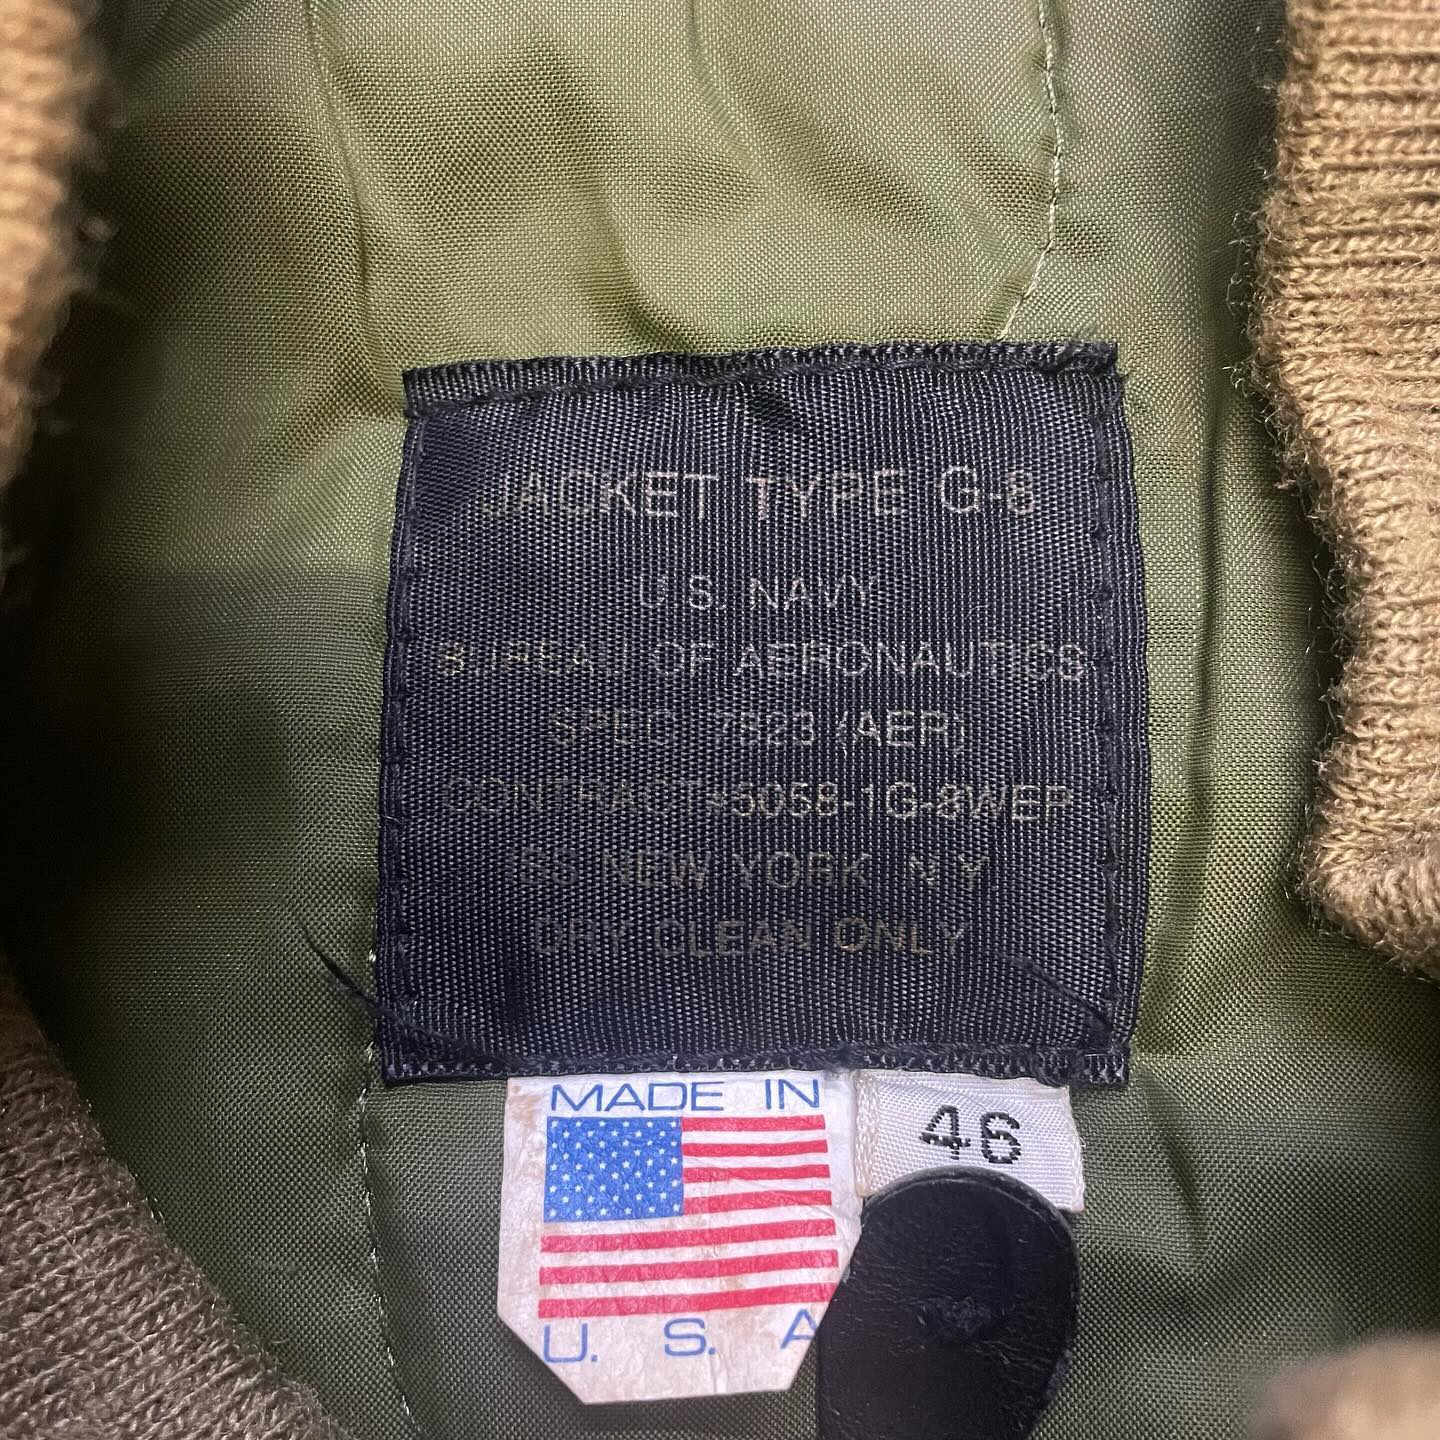 JACKET TYPE G-8
U.S. NAVY
BUREAU OF AERONAUTICS
SPEC. 7823 (AER)
CONTRACT#5058-1G-8WEP
NEW YORK N.Y.
DRY CLEAN ONLY
MADE IN
U. S. A
46